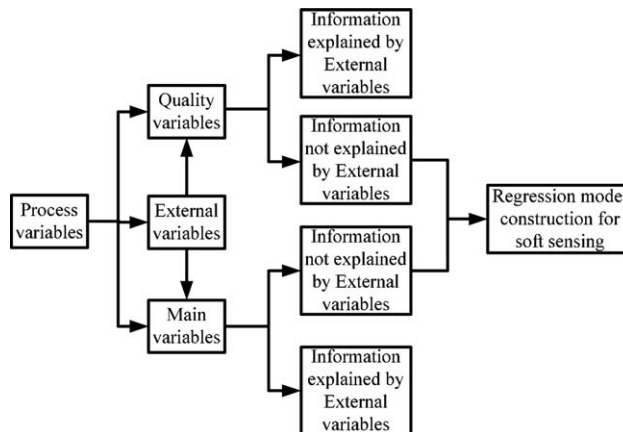 Information
explained by
External
variables
Quality
variables
Information
not explained
by External
variables
Process
variables
External
variables
Regression model
construction for
soft sensing
Information
not explained
by External
variables
Main
variables
Information
explained by
External
variables